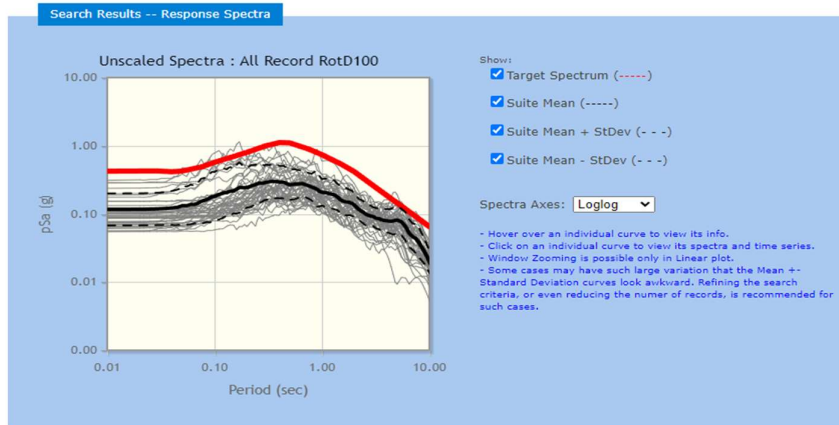 Search Results -- Response Spectra
Unscaled Spectra : All Record RotD100
10.00
1.00
0.10
0.01
0.00
pSa (g)
0.01 0.10 1.00 10.00
Period (sec)
Show:
Target Spectrum (-----)
Suite Mean (-----)
Suite Mean + StDev (- - -)
Suite Mean - StDev (- - -)
Spectra Axes: Loglog
- Hover over an individual curve to view its info.
- Click on an individual curve to view its spectra and time series.
- Window Zooming is possible only in Linear plot.
- Some cases may have such large variation that the Mean +-
Standard Deviation curves look awkward. Refining the search
criteria, or even reducing the numer of records, is recommended for
such cases.